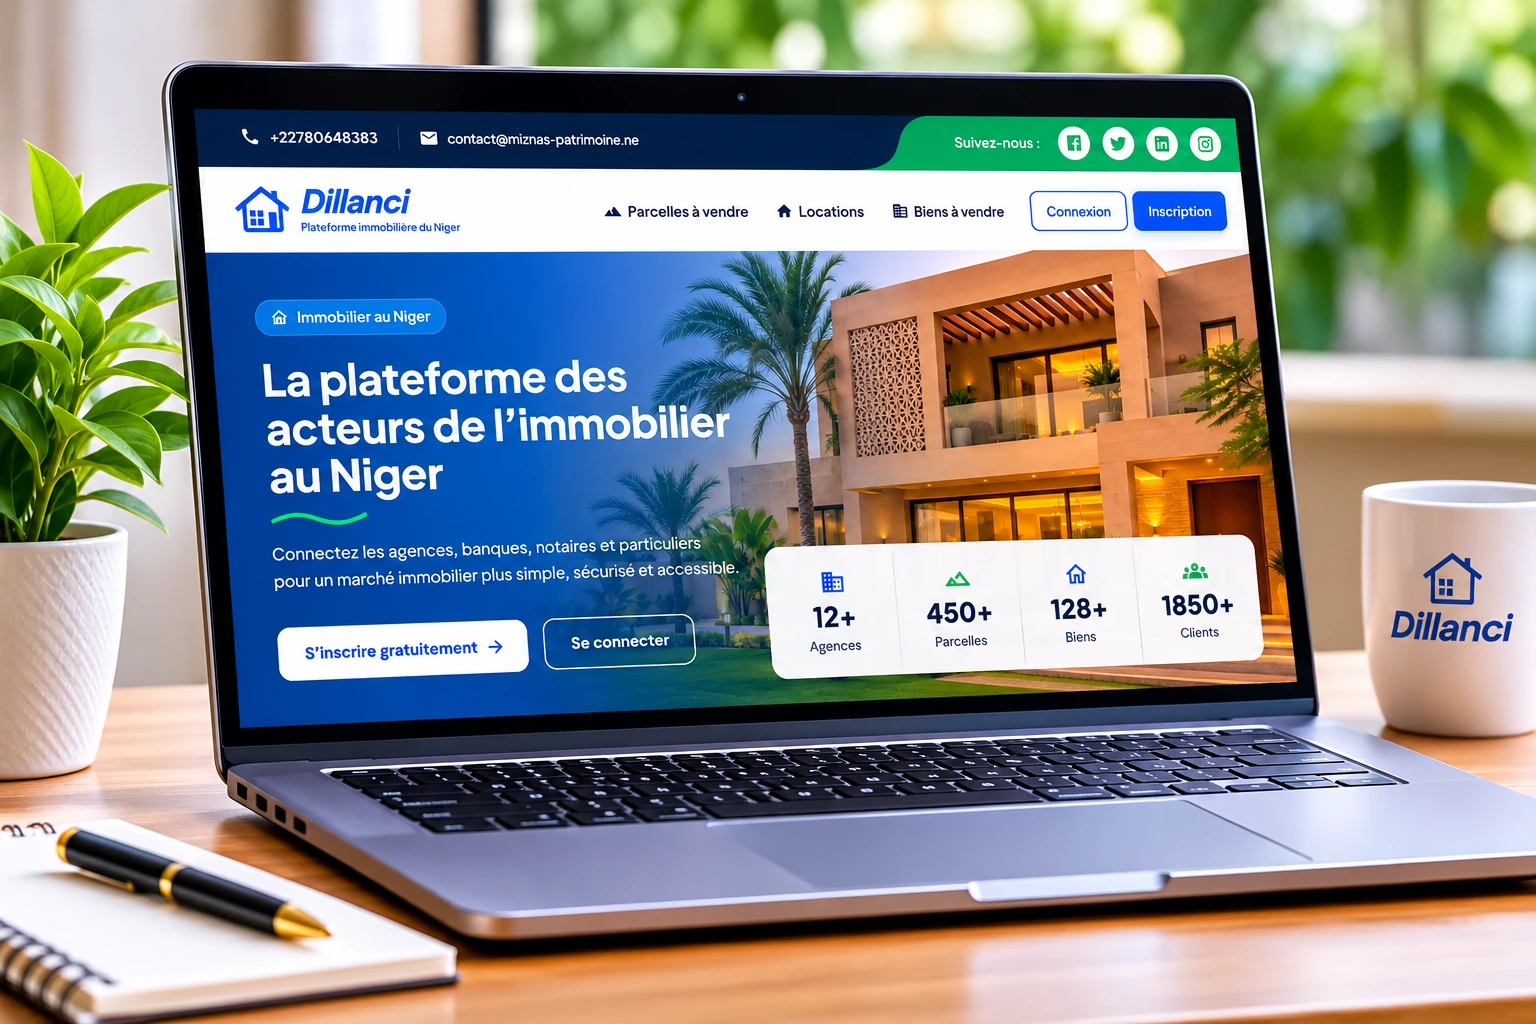 +22780648383
contact@miznas-patrimoine.ne
Suivez-nous :
Dillanci
Plateforme immobilière du Niger
Parcelles à vendre
Locations
Biens à vendre
Connexion
Inscription
Immobilier au Niger
La plateforme des
acteurs de l’immobilier
au Niger
Connectez les agences, banques, notaires et particuliers
pour un marché immobilier plus simple, sécurisé et accessible.
S’inscrire gratuitement
Se connecter
12+
Agences
450+
Parcelles
128+
Biens
1850+
Clients
Dillanci